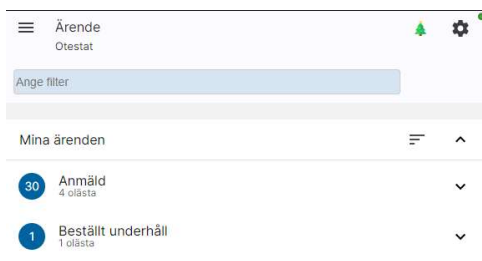 Ärende
Otestat
Ange filter
Mina ärenden
30 Anmäld
4 olästa
1 Beställt underhåll
1 olästa